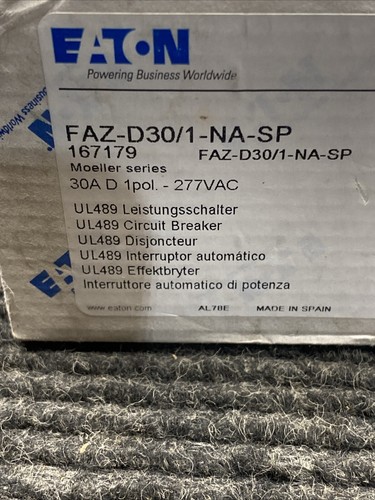 EATON
Powering Business Worldwide
FAZ-D30/1-NA-SP
167179 FAZ-D30/1-NA-SP
Moeller series
30A D 1pol. - 277VAC
UL489 Leistungsschalter
UL489 Circuit Breaker
UL489 Disjoncteur
UL489 Interruptor automático
UL489 Effektbryter
Interruttore automatico di potenza
www.eaton.com AL78E MADE IN SPAIN